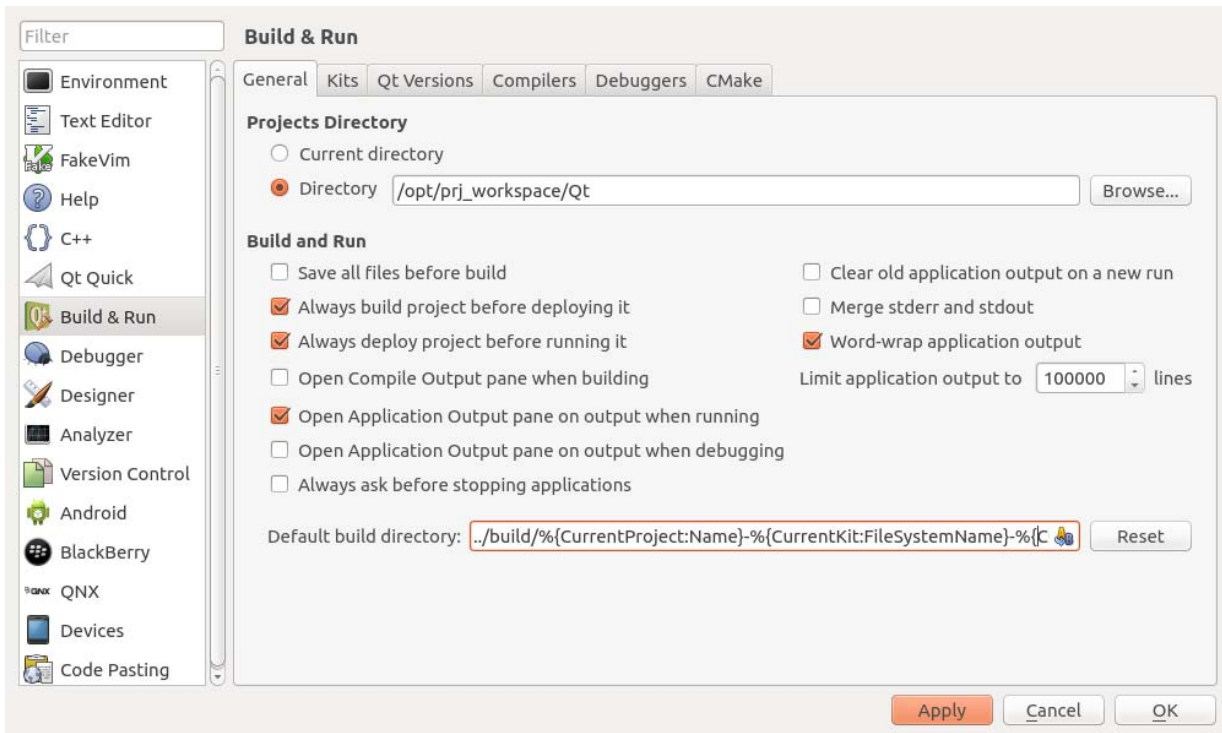 Filter
Environment
Text Editor
FakeVim
Help
C++
Qt Quick
Build & Run
Debugger
Designer
Analyzer
Version Control
Android
BlackBerry
QNX
Devices
Code Pasting
Build & Run
General Kits Qt Versions Compilers Debuggers CMake
Projects Directory
Current directory
Directory /opt/prj_workspace/Qt Browse...
Build and Run
Save all files before build
Always build project before deploying it
Always deploy project before running it
Open Compile Output pane when building
Open Application Output pane on output when running
Open Application Output pane on output when debugging
Always ask before stopping applications
Clear old application output on a new run
Merge stderr and stdout
Word-wrap application output
Limit application output to 100000 lines
Default build directory: ../build/%{CurrentProject:Name}-%{CurrentKit:FileSystemName}-%{C Reset
Apply Cancel OK